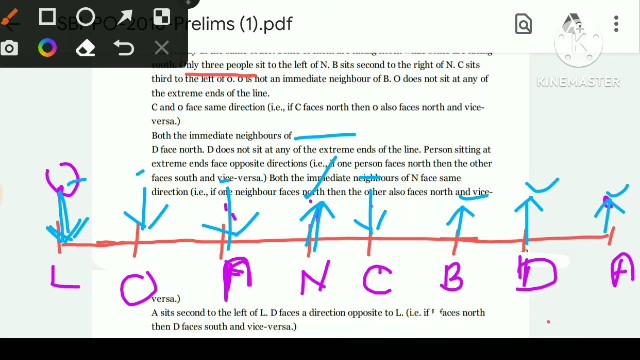 SBI PO-2016-Prelims (1).pdf
KINEMASTER
south. Only three people sit to the left of N. B sits second to the right of N. C sits
third to the left of O. O is not an immediate neighbour of B. O does not sit at any of
the extreme ends of the line.
C and O face same direction (i.e., if C faces north then O also faces north and vice-
versa.)
Both the immediate neighbours of
D face north. D does not sit at any of the extreme ends of the line. Person sitting at
extreme ends face opposite directions (i.e., if one person faces north then the other
faces south and vice-versa.) Both the immediate neighbours of N face same
direction (i.e., if one neighbour faces north then the other also faces north and vice-
L O N C B D A
versa.)
A sits second to the left of L. D faces a direction opposite to L. (i.e. if faces north
then D faces south and vice-versa.)